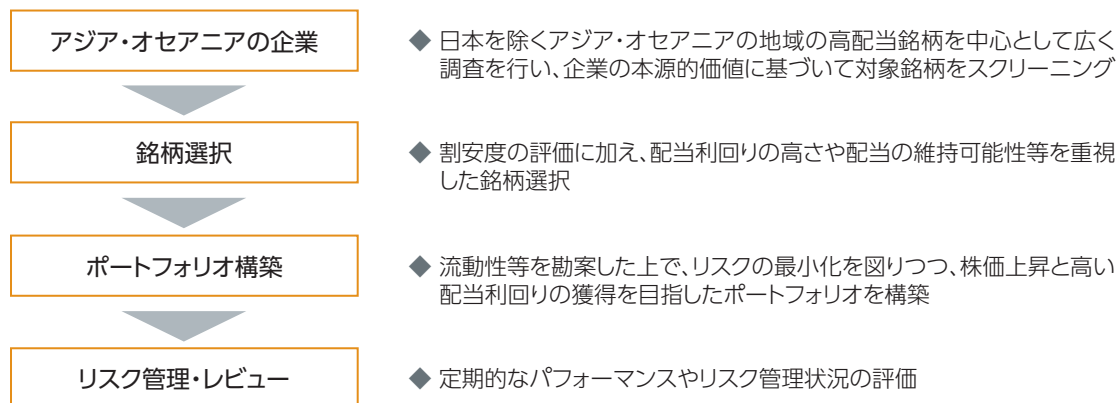 アジア・オセアニアの企業
◆ 日本を除くアジア・オセアニアの地域の高配当銘柄を中心として広く
調査を行い、企業の本源的価値に基づいて対象銘柄をスクリーニング
銘柄選択
◆ 割安度の評価に加え、配当利回りの高さや配当の維持可能性等を重視
した銘柄選択
ポートフォリオ構築
◆ 流動性等を勘案した上で、リスクの最小化を図りつつ、株価上昇と高い
配当利回りの獲得を目指したポートフォリオを構築
リスク管理・レビュー
◆ 定期的なパフォーマンスやリスク管理状況の評価